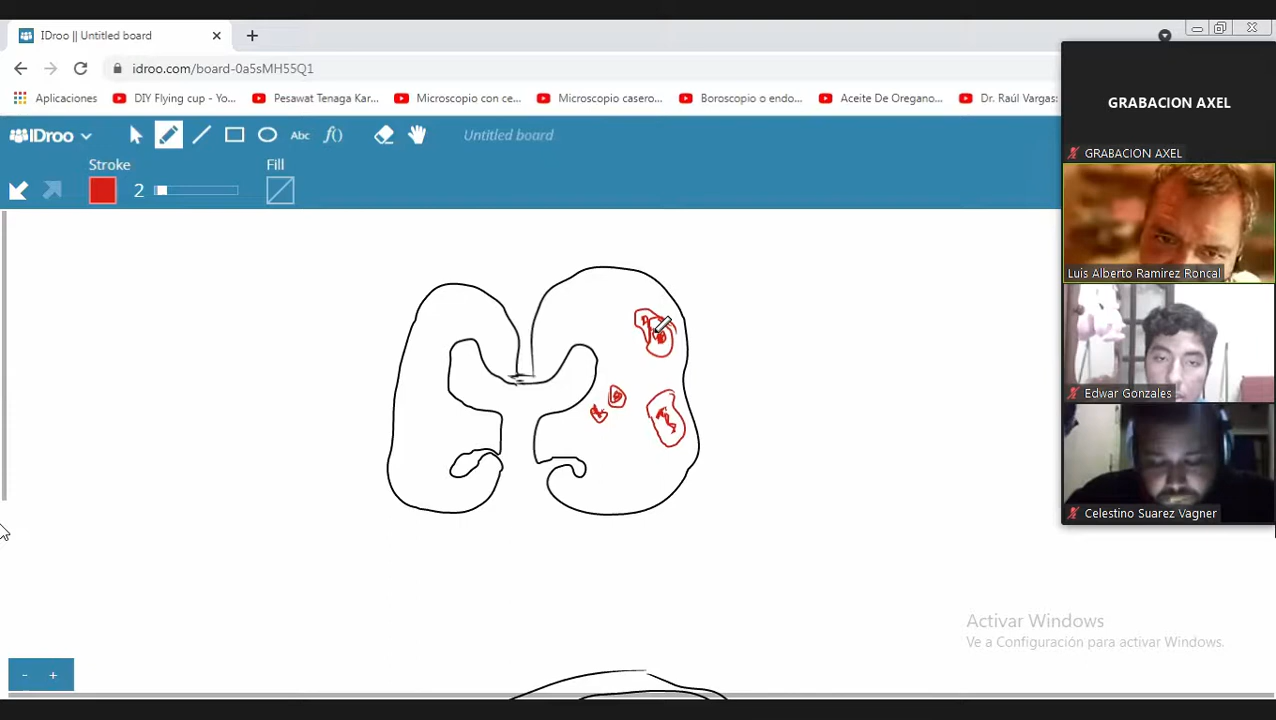 IDroo || Untitled board
idroo.com/board-0a5sMH55Q1
Aplicaciones
DIY Flying cup - Yo...
Pesawat Tenaga Kar...
Microscopio con ce...
Microscopio casero...
Boroscopio o endo...
Aceite De Oregano...
Dr. Raúl Vargas:
IDroo
Abc
f()
Untitled board
Stroke
Fill
2
GRABACION AXEL
GRABACION AXEL
Luis Alberto Ramirez Roncal
Edwar Gonzales
Celestino Suarez Vagner
Activar Windows
Ve a Configuración para activar Windows.
- +